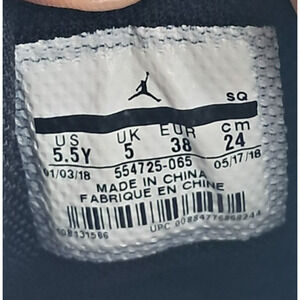 SQ
US UK EUR cm
5.5Y 5 38 24
01/03/18 554725-065 05/17/18
MADE IN CHINA
FABRIQUE EN CHINE